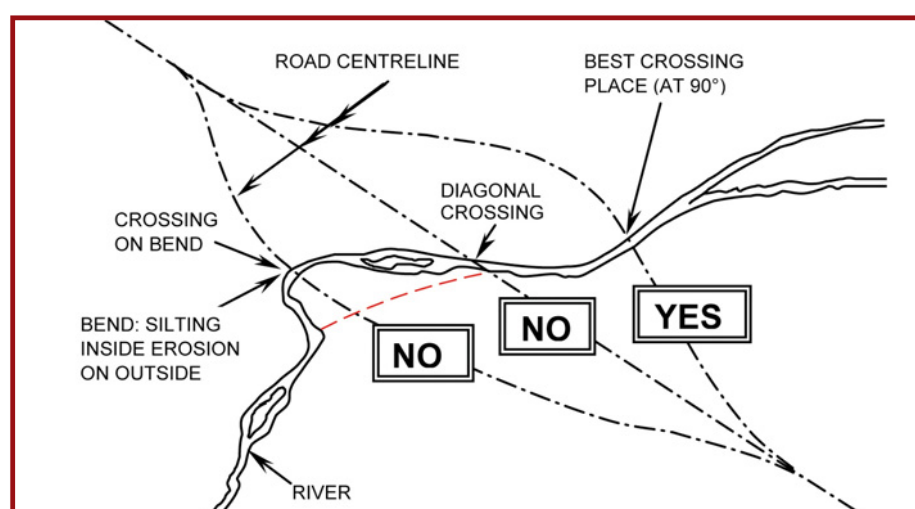 ROAD CENTRELINE
BEST CROSSING
PLACE (AT 90°)
DIAGONAL
CROSSING
CROSSING
ON BEND
BEND: SILTING
INSIDE EROSION
ON OUTSIDE
NO
NO
YES
RIVER